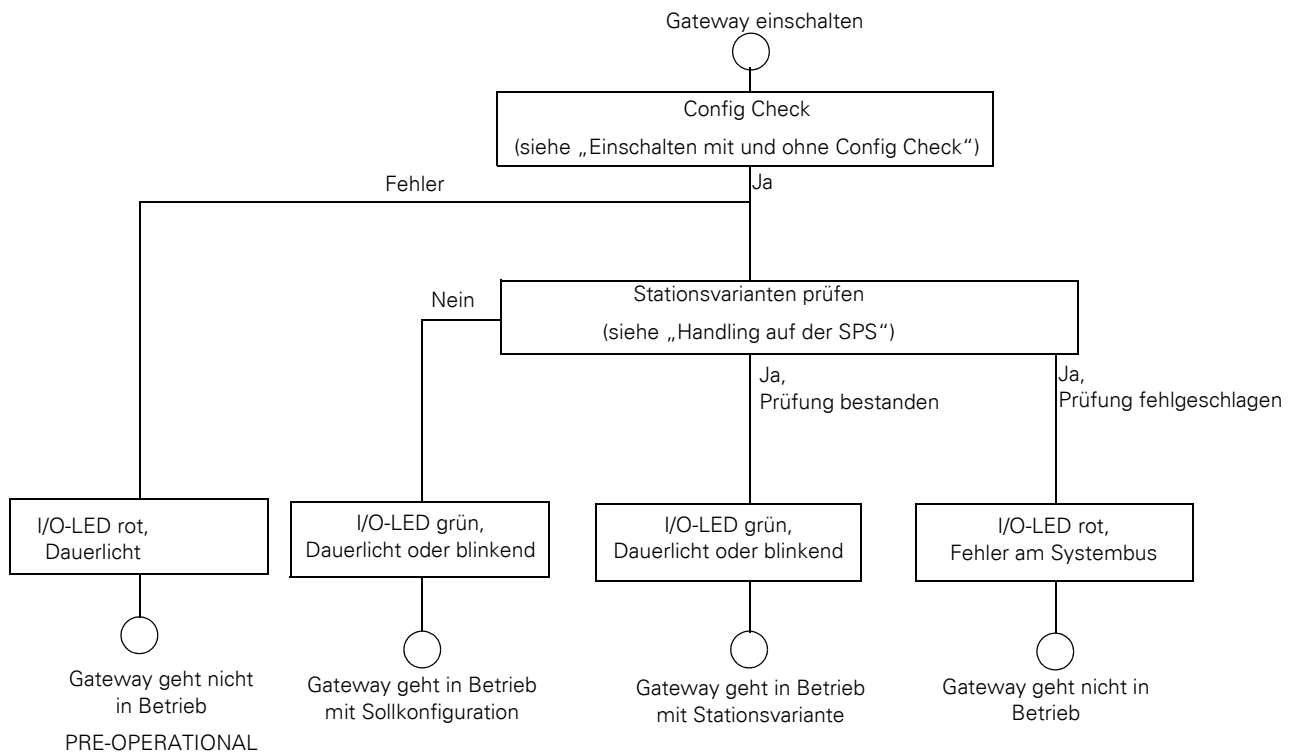 Gateway einschalten
Config Check
(siehe „Einschalten mit und ohne Config Check“)
Fehler
Ja
Nein
Stationsvarianten prüfen
(siehe „Handling auf der SPS“)
Ja,
Prüfung bestanden
Ja,
Prüfung fehlgeschlagen
I/O-LED rot,
Dauerlicht
I/O-LED grün,
Dauerlicht oder blinkend
I/O-LED grün,
Dauerlicht oder blinkend
I/O-LED rot,
Fehler am Systembus
Gateway geht nicht
in Betrieb
PRE-OPERATIONAL
Gateway geht in Betrieb
mit Sollkonfiguration
Gateway geht in Betrieb
mit Stationsvariante
Gateway geht nicht in
Betrieb